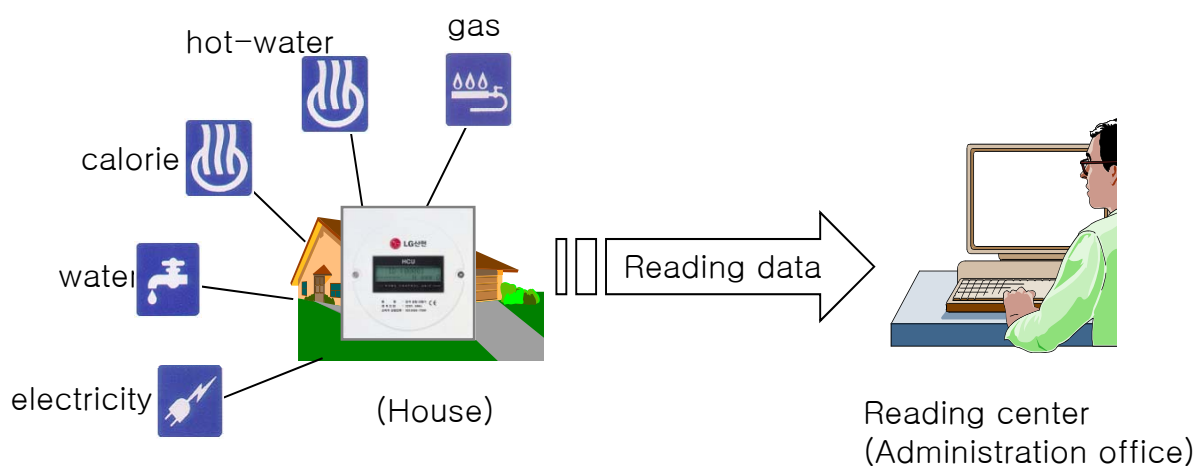 hot-water
gas
calorie
water
electricity
LG산전
HCU
(House)
Reading data
Reading center
(Administration office)